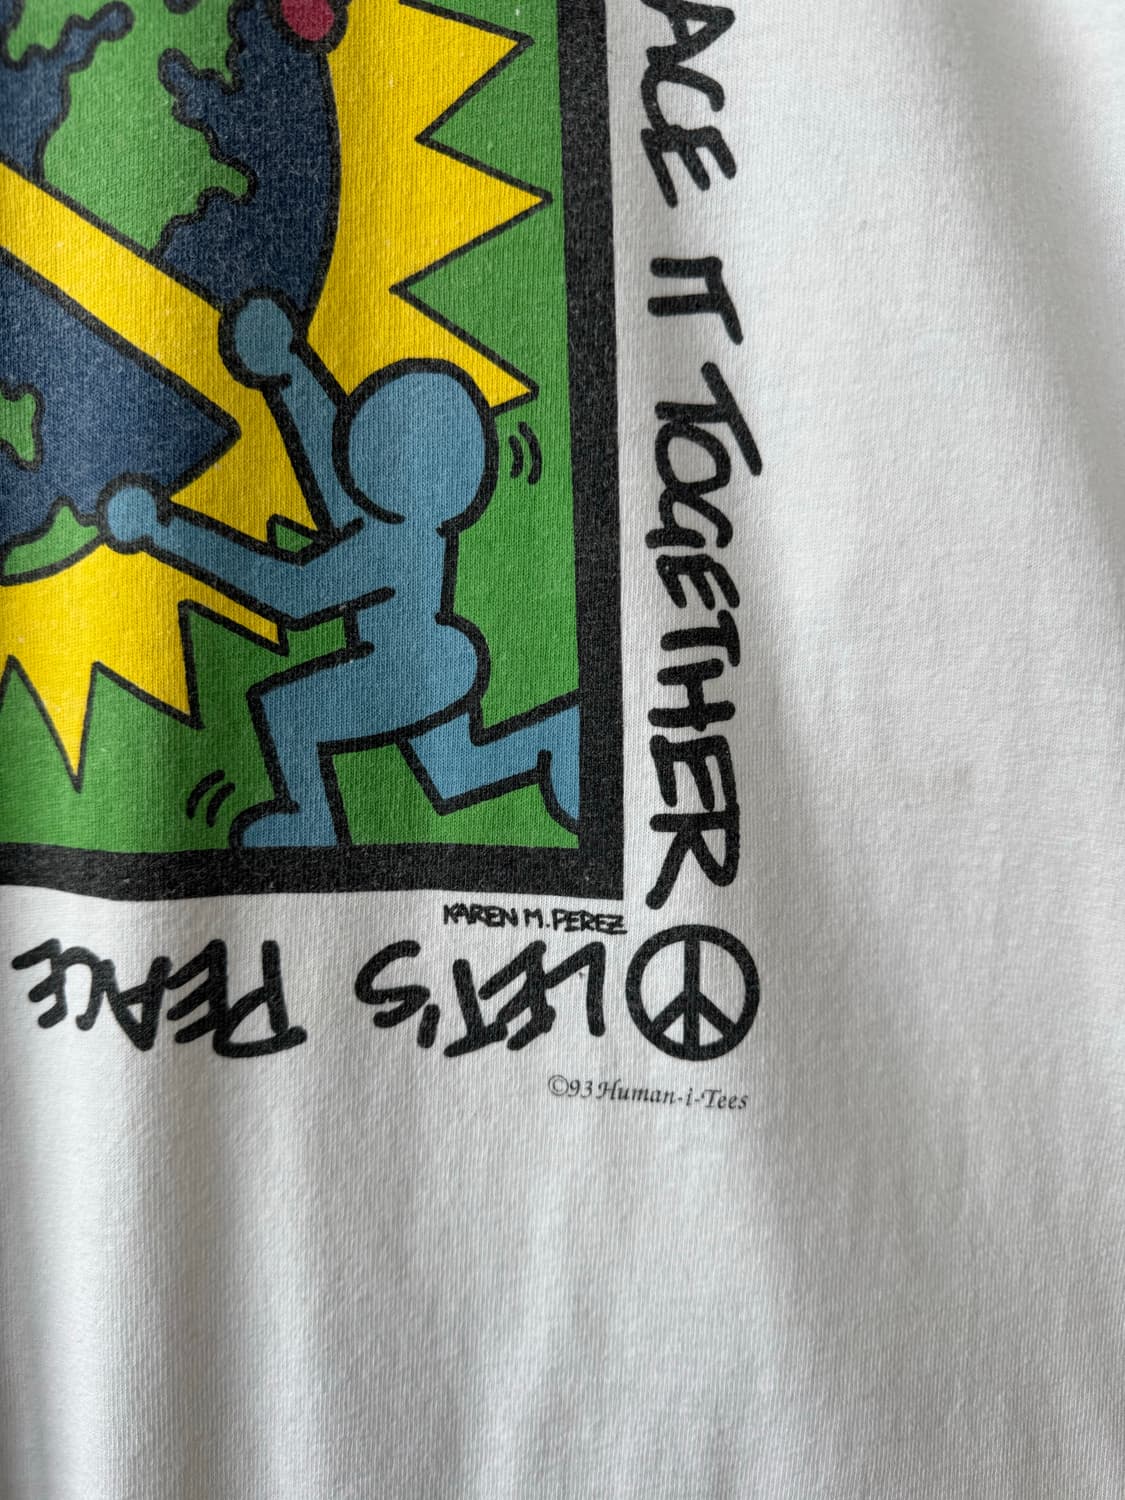 ACE IT TOGETHER
KAREN M. PEREZ
LET'S PEACE
©93 Human-i-Tees